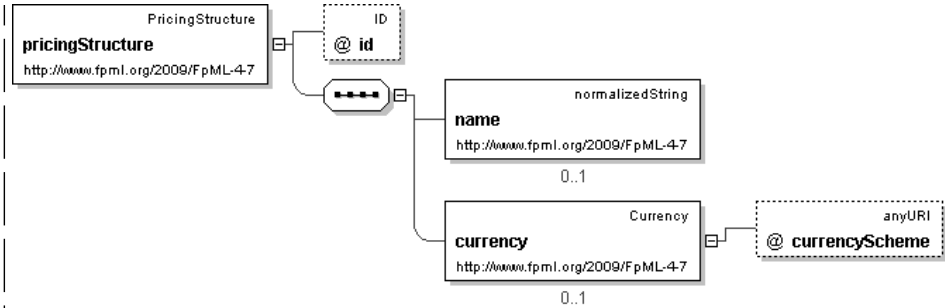 PricingStructure
pricingStructure
http://www.fpml.org/2009/FpML-4-7
ID
@ id
normalizedString
name
http://www.fpml.org/2009/FpML-4-7
0..1
Currency
currency
http://www.fpml.org/2009/FpML-4-7
0..1
anyURI
@ currencyScheme